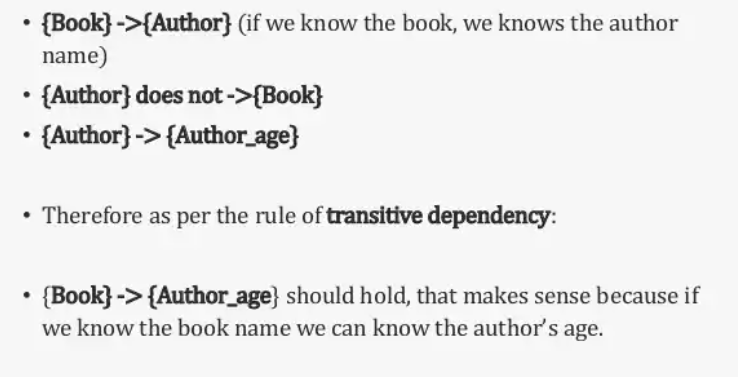 • {Book} ->{Author} (if we know the book, we knows the author
name)
• {Author} does not ->{Book}
• {Author} -> {Author_age}
• Therefore as per the rule of transitive dependency:
• {Book} -> {Author_age} should hold, that makes sense because if
we know the book name we can know the author's age.